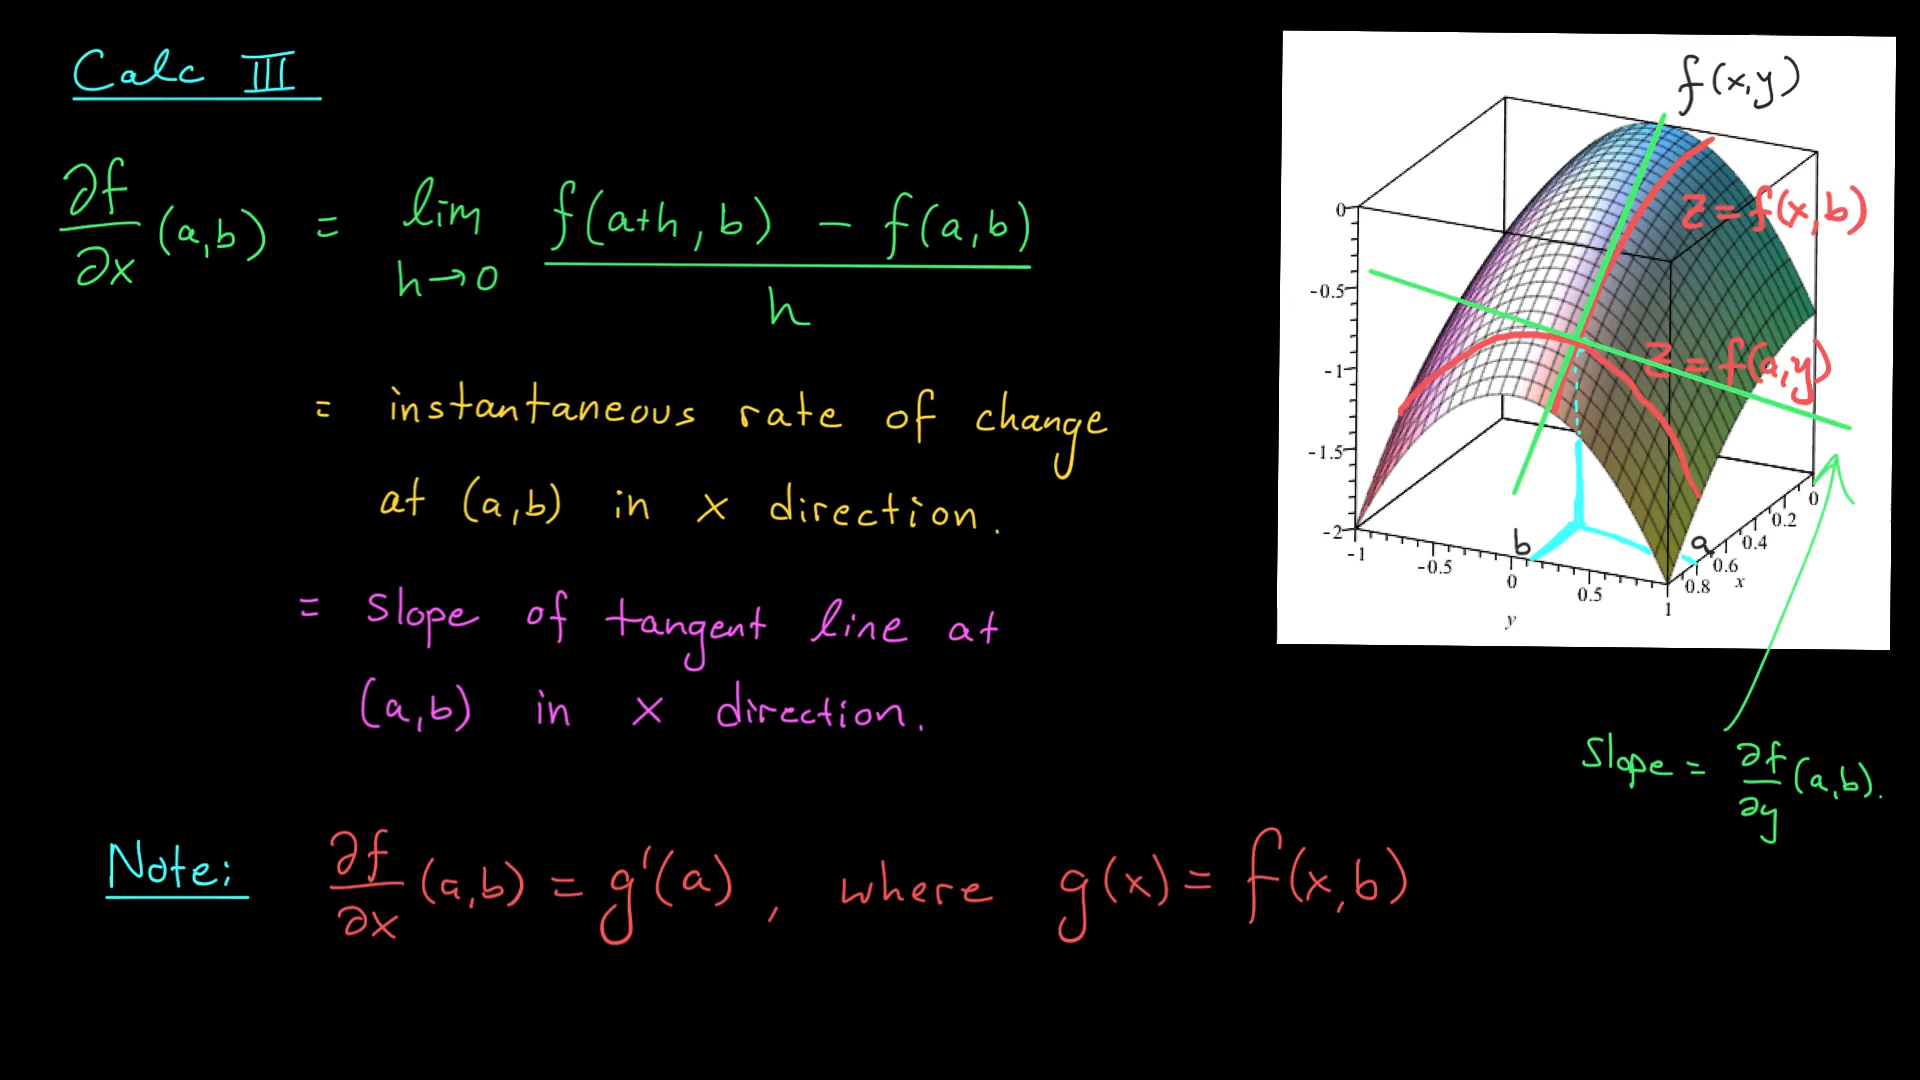 Calc III
∂f/∂x (a,b) = lim h→0 f(a+h, b) − f(a,b) / h
= instantaneous rate of change
at (a,b) in x direction.
= slope of tangent line at
(a,b) in x direction.
Note: ∂f/∂x (a,b) = g'(a), where g(x) = f(x,b)
f(x,y)
z = f(x,b)
z = f(a,y)
0
-0.5
-1
-1.5
-2
-1
-0.5
0
0.5
1
y
b
a
0
0.2
0.4
0.6
0.8
x
Slope = ∂f/∂y (a,b).